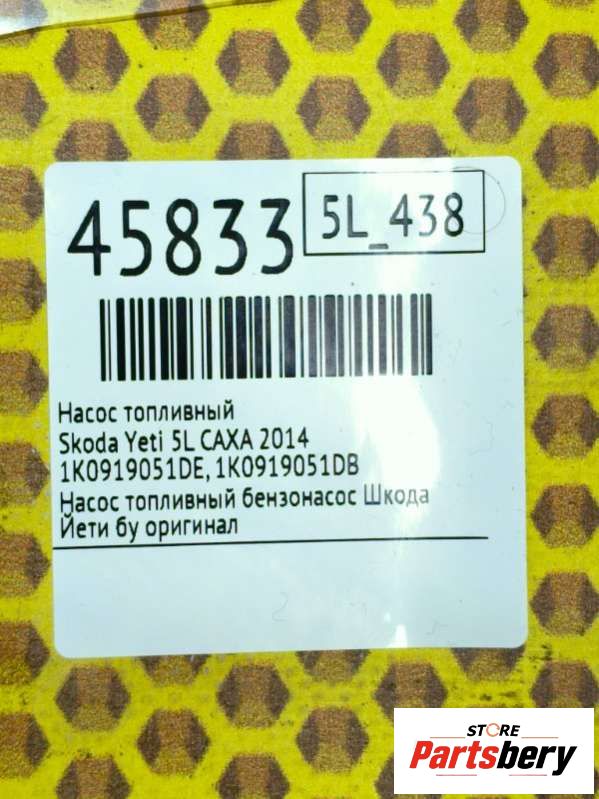 45833
5L_438
Насос топливный
Skoda Yeti 5L CAXA 2014
1K0919051DE, 1K0919051DB
Насос топливный бензонасос Шкода
Йети бу оригинал
STORE
Partsbery